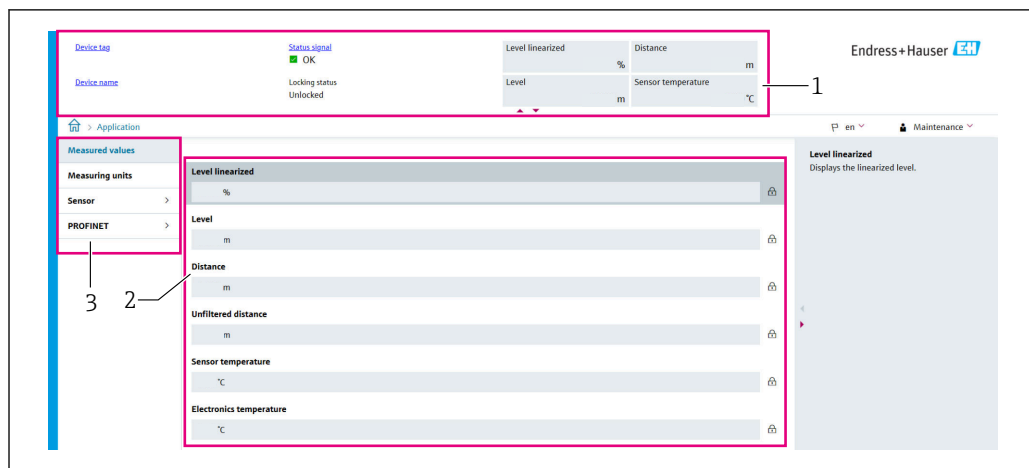 Device tag
Status signal
OK
Level linearized
%
Distance
m
Endress+Hauser EH
Device name
Locking status
Unlocked
Level
m
Sensor temperature
°C
1
> Application
en
Maintenance
Measured values
Measuring units
Sensor >
PROFINET >
3
2
Level linearized
%
Level
m
Distance
m
Unfiltered distance
m
Sensor temperature
°C
Electronics temperature
°C
Level linearized
Displays the linearized level.